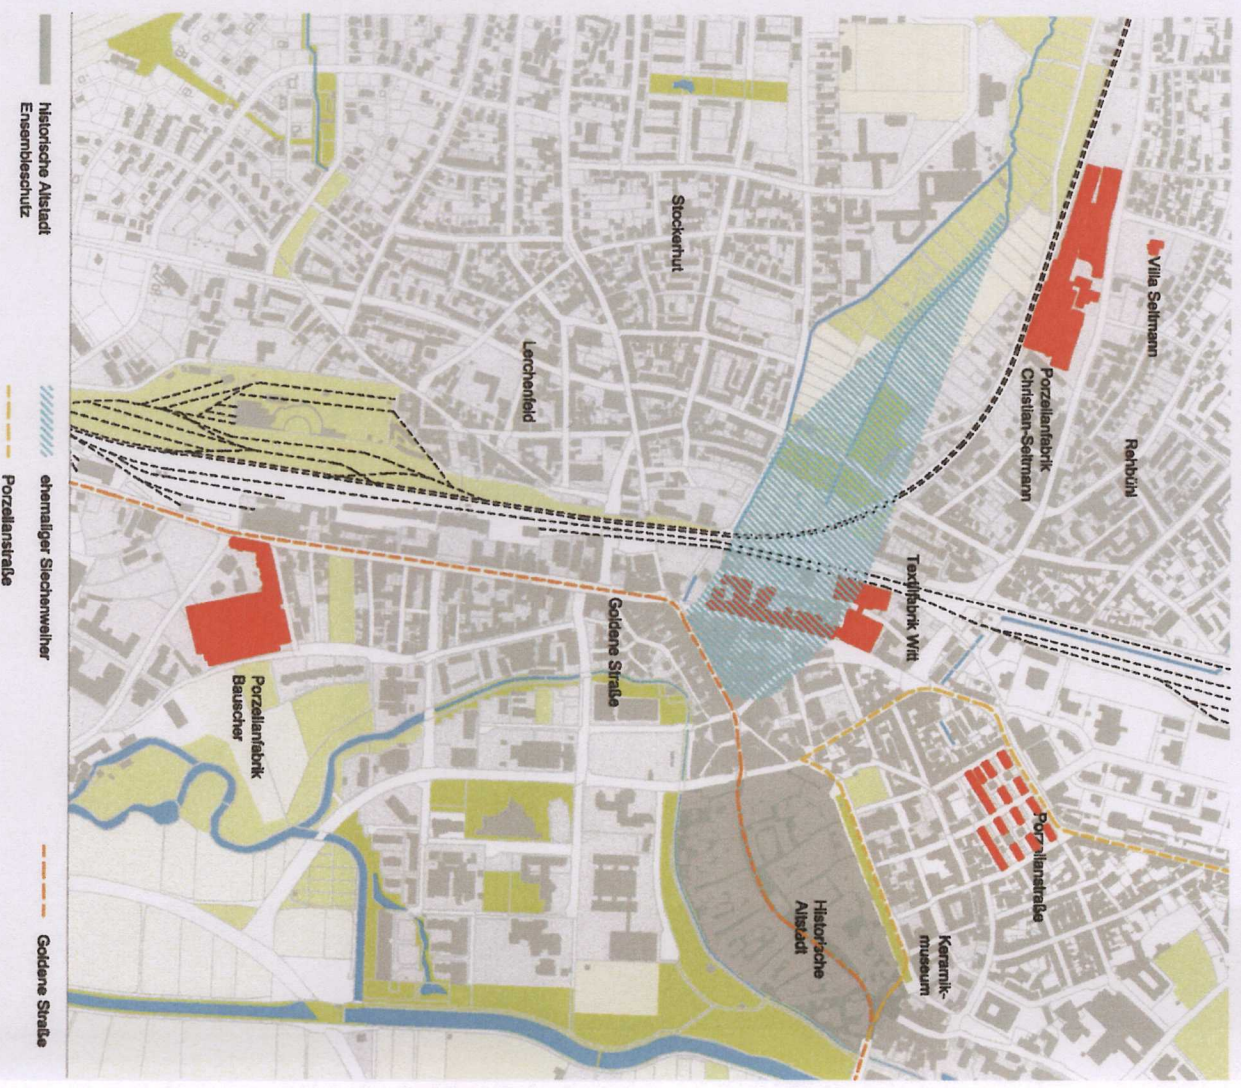 Villa Seltmann
Rehbühl
Porzellanfabrik
Christian-Seltmann
Porzellanstraße
Keramik-
museum
Textilfabrik Witt
Historische
Altstadt
Stockerhut
Goldene Straße
Lerchenfeld
Porzellanfabrik
Bauscher
historische Altstadt
Ensembleschutz
ehemaliger Siechenweiher
Goldene Straße
Porzellanstraße